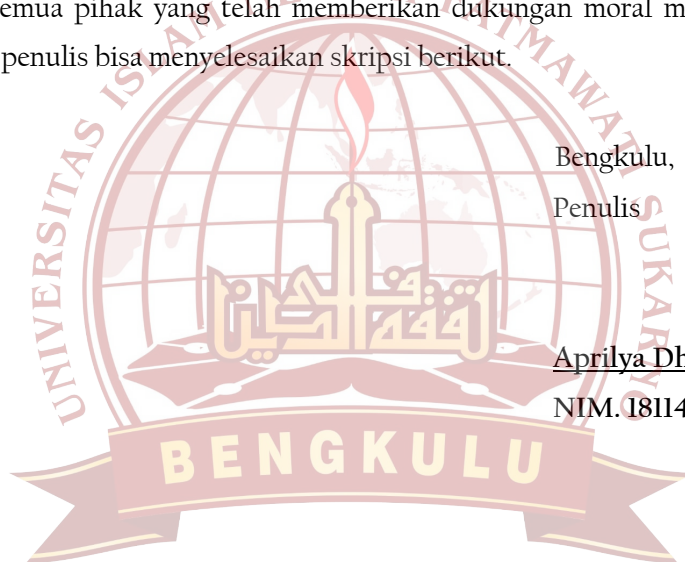 emua pihak yang telah memberikan dukungan moral m
penulis bisa menyelesaikan skripsi berikut.
Bengkulu,
Penulis
Aprilya Dh
NIM. 18114
UNIVERSITAS ISLAM
FATMAWATI SUKARNO
BENGKULU